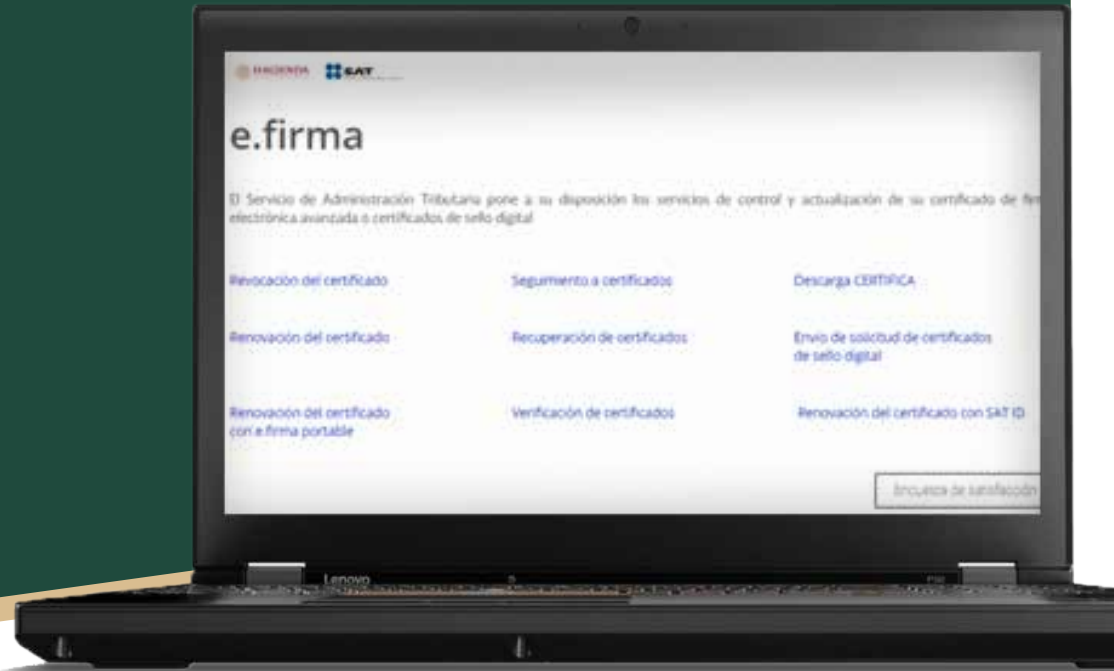 HACIENDA SAT
e.firma
El Servicio de Administración Tributaria pone a su disposición los servicios de control y actualización de su certificado de fir
electrónica avanzada o certificados de sello digital
Revocación del certificado
Seguimiento a certificados
Descarga CERTIFICA
Renovación del certificado
Recuperación de certificados
Envío de solicitud de certificados
de sello digital
Renovación del certificado
con e.firma portable
Verificación de certificados
Renovación del certificado con SAT ID
Encuesta de satisfacción
Lenovo